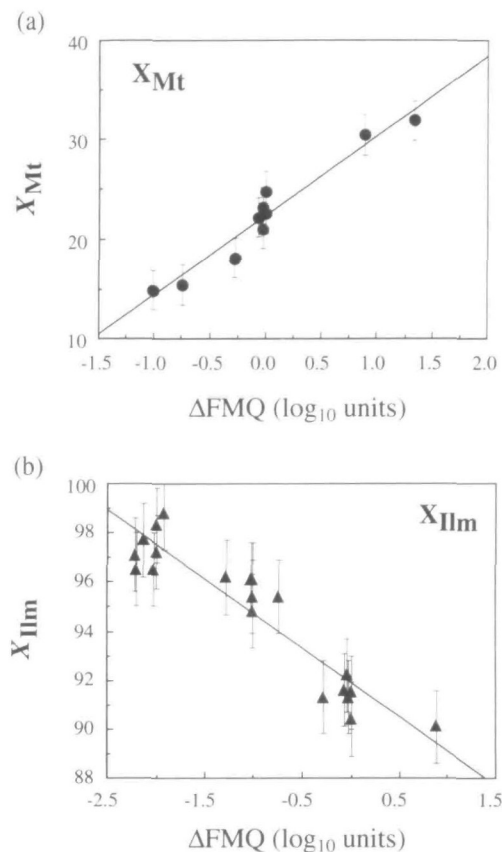 (a)
40
X_Mt
30
X_Mt
20
10
-1.5 -1.0 -0.5 0.0 0.5 1.0 1.5 2.0
ΔFMQ (log₁₀ units)
(b)
100
X_Ilm
98
96
X_Ilm
94
92
90
88
-2.5 -1.5 -0.5 0.5 1.5
ΔFMQ (log₁₀ units)